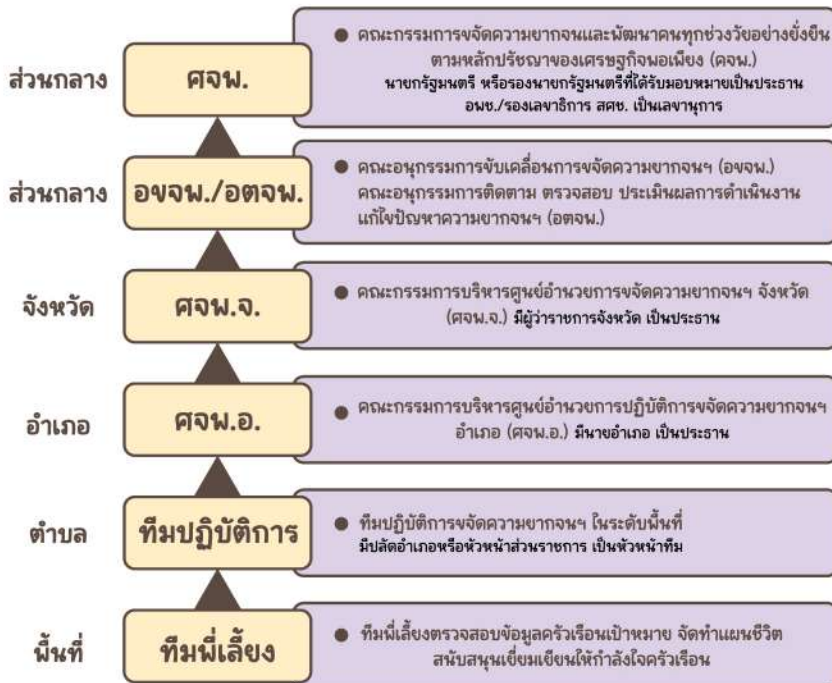 ส่วนกลาง
ศจพ.
● คณะกรรมการขจัดความยากจนและพัฒนาคนทุกช่วงวัยอย่างยั่งยืน
ตามหลักปรัชญาของเศรษฐกิจพอเพียง (คจพ.)
นายกรัฐมนตรี หรือรองนายกรัฐมนตรีที่ได้รับมอบหมายเป็นประธาน
อพช./รองเลขาธิการ สศช. เป็นเลขานุการ
ส่วนกลาง
อขจพ./อตจพ.
● คณะอนุกรรมการขับเคลื่อนการขจัดความยากจนฯ (อขจพ.)
คณะอนุกรรมการติดตาม ตรวจสอบ ประเมินผลการดำเนินงาน
แก้ไขปัญหาความยากจนฯ (อตจพ.)
จังหวัด
ศจพ.จ.
● คณะกรรมการบริหารศูนย์อำนวยการขจัดความยากจนฯ จังหวัด
(ศจพ.จ.) มีผู้ว่าราชการจังหวัด เป็นประธาน
อำเภอ
ศจพ.อ.
● คณะกรรมการบริหารศูนย์อำนวยการปฏิบัติการขจัดความยากจนฯ
อำเภอ (ศจพ.อ.) มีนายอำเภอ เป็นประธาน
ตำบล
ทีมปฏิบัติการ
● ทีมปฏิบัติการขจัดความยากจนฯ ในระดับพื้นที่
มีปลัดอำเภอหรือหัวหน้าส่วนราชการ เป็นหัวหน้าทีม
พื้นที่
ทีมพี่เลี้ยง
● ทีมพี่เลี้ยงตรวจสอบข้อมูลครัวเรือนเป้าหมาย จัดทำแผนชีวิต
สนับสนุนเยี่ยมเยียนให้กำลังใจครัวเรือน